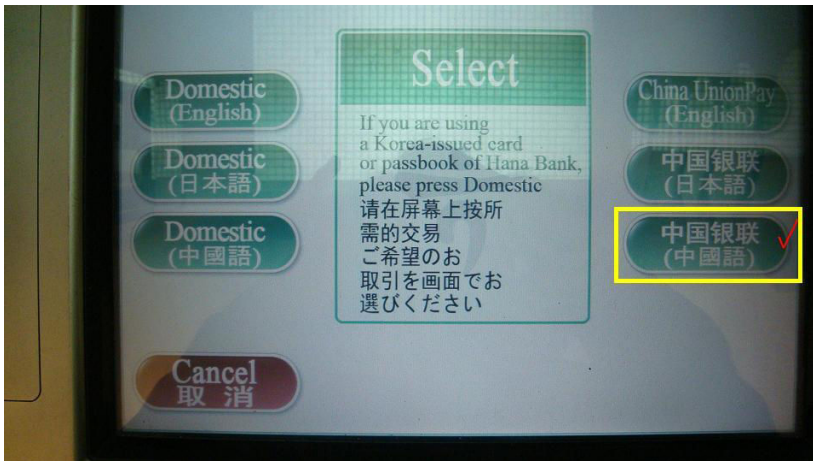 Select
Domestic
(English)
Domestic
(日本語)
Domestic
(中國語)
If you are using
a Korea-issued card
or passbook of Hana Bank,
please press Domestic
请在屏幕上按所
需的交易
ご希望のお
取引を画面でお
選びください
China UnionPay
(English)
中国银联
(日本語)
中国银联
(中國語)
Cancel
取 消